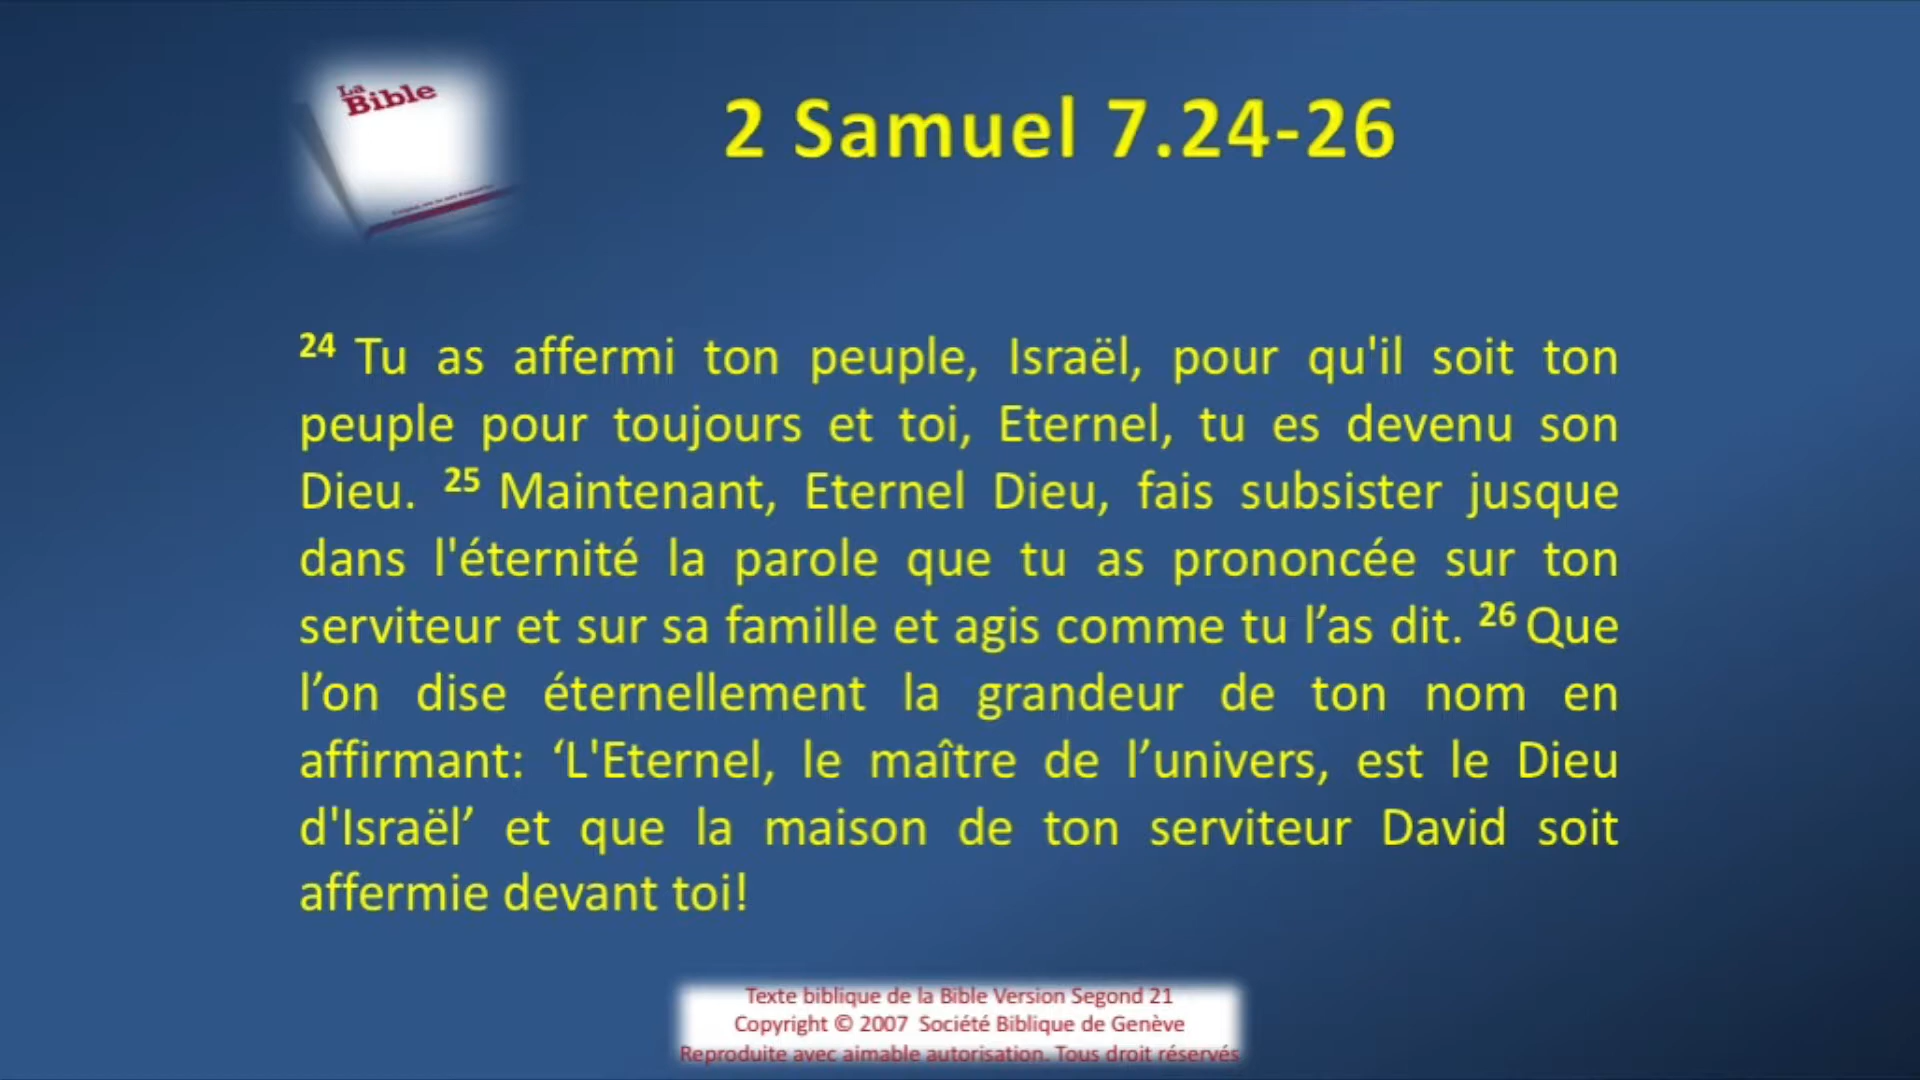 La
Bible
2 Samuel 7.24-26
24 Tu as affermi ton peuple, Israël, pour qu'il soit ton
peuple pour toujours et toi, Eternel, tu es devenu son
Dieu. 25 Maintenant, Eternel Dieu, fais subsister jusque
dans l'éternité la parole que tu as prononcée sur ton
serviteur et sur sa famille et agis comme tu l’as dit. 26 Que
l’on dise éternellement la grandeur de ton nom en
affirmant: ‘L'Eternel, le maître de l’univers, est le Dieu
d'Israël’ et que la maison de ton serviteur David soit
affermie devant toi!
Texte biblique de la Bible Version Segond 21
Copyright © 2007 Société Biblique de Genève
Reproduite avec aimable autorisation. Tous droit réservés